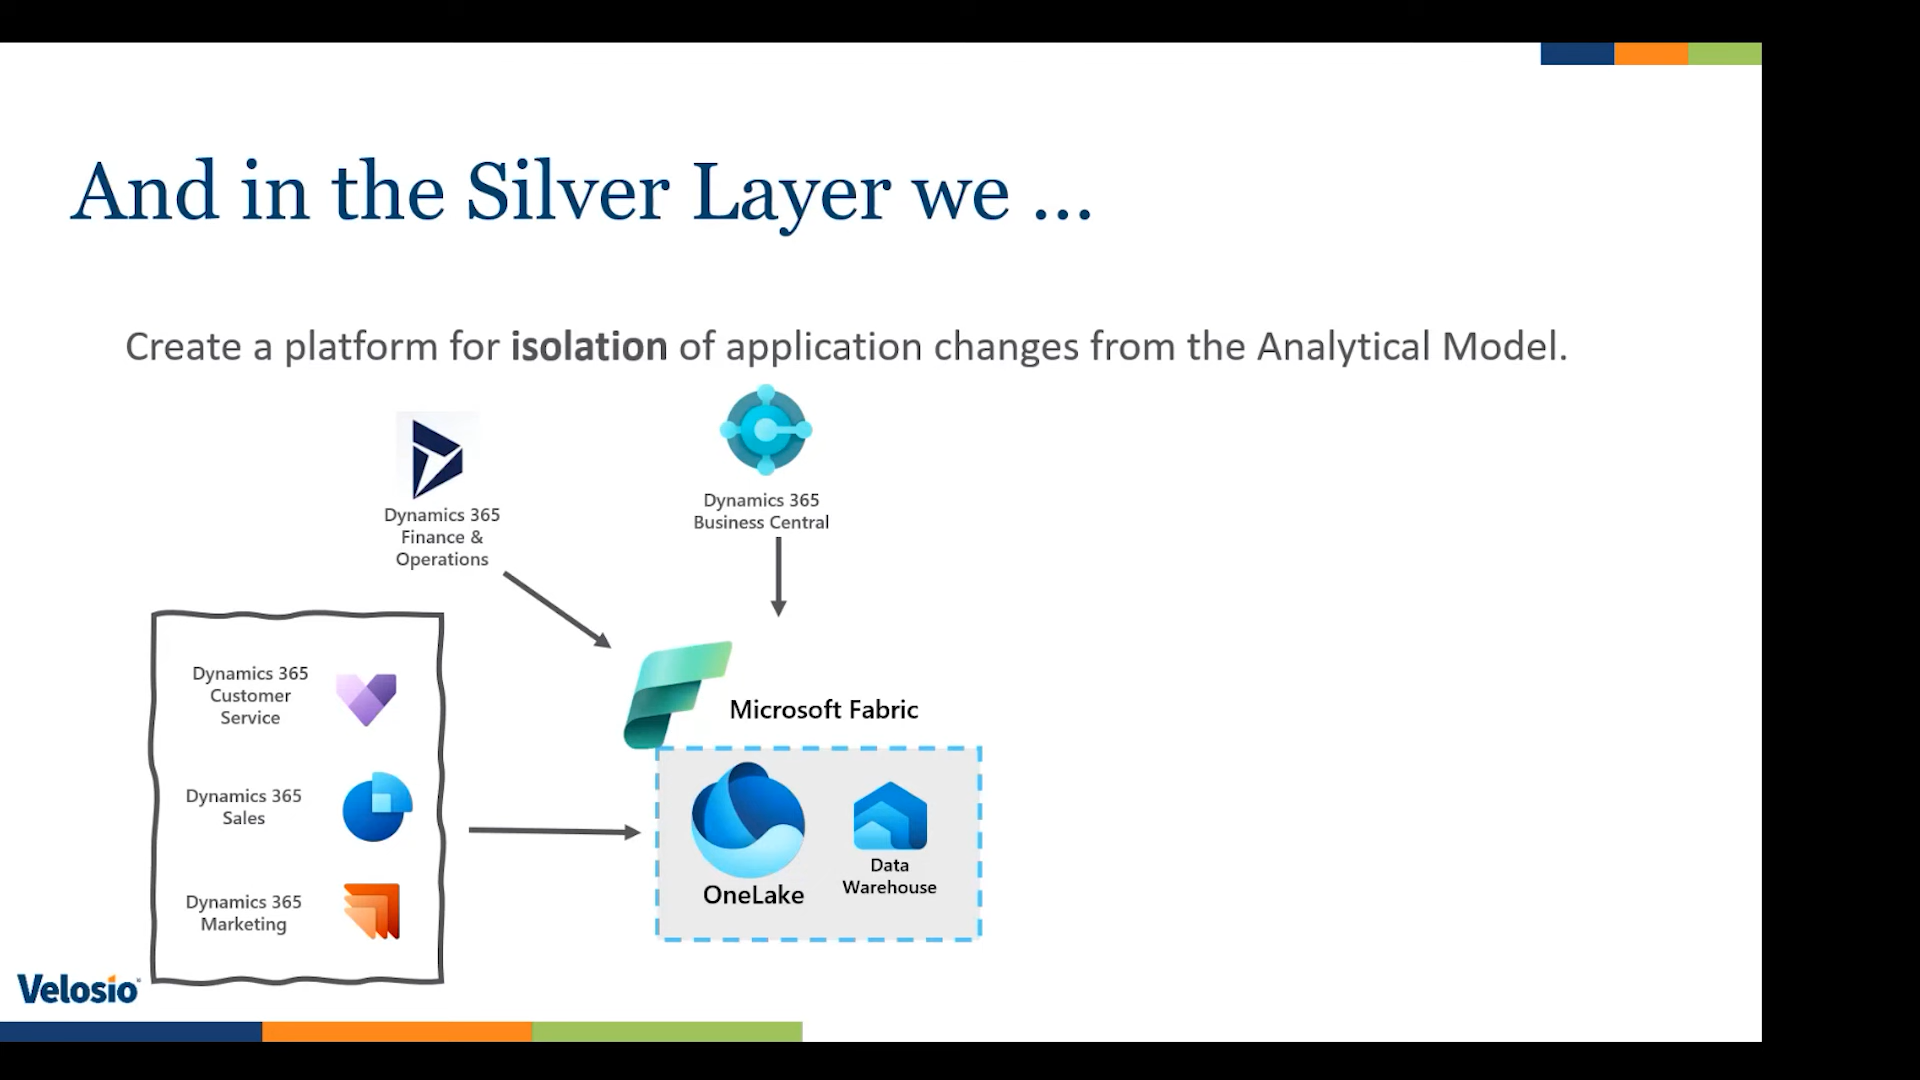 And in the Silver Layer we ...
Create a platform for isolation of application changes from the Analytical Model.
Dynamics 365
Finance &
Operations
Dynamics 365
Business Central
Dynamics 365
Customer
Service
Dynamics 365
Sales
Dynamics 365
Marketing
Microsoft Fabric
OneLake
Data
Warehouse
Velosio